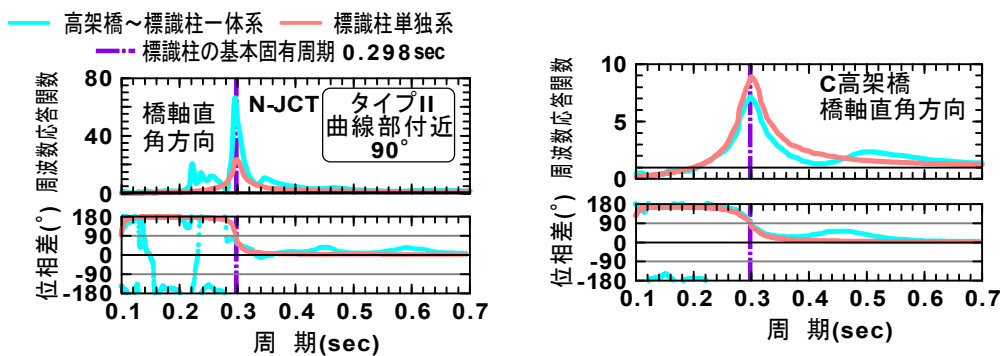 高架橋～標識柱一体系 標識柱単独系
標識柱の基本固有周期 0.298sec
周波数応答関数
80
40
0
橋軸直
角方向
N-JCT
タイプII
曲線部付近
90°
位相差(°)
180
90
0
-90
-180
0.1 0.2 0.3 0.4 0.5 0.6 0.7
周 期(sec)
周波数応答関数
10
5
0
C高架橋
橋軸直角方向
位相差(°)
180
90
0
-90
-180
0.1 0.2 0.3 0.4 0.5 0.6 0.7
周 期(sec)